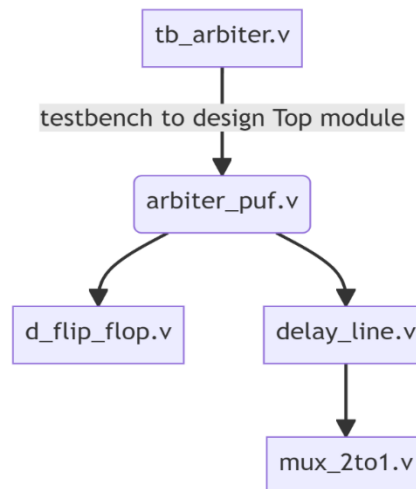 tb_arbiter.v
testbench to design Top module
arbiter_puf.v
d_flip_flop.v
delay_line.v
mux_2to1.v